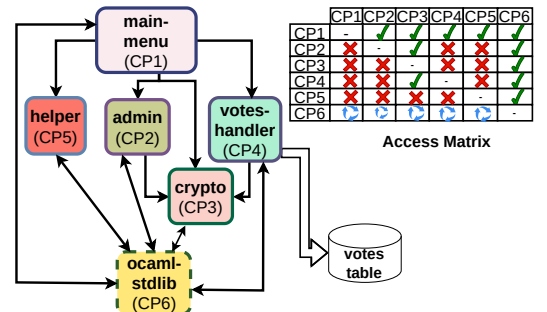 main-
menu
(CP1)
helper
(CP5)
admin
(CP2)
votes-
handler
(CP4)
crypto
(CP3)
ocaml-
stdlib
(CP6)
votes
table
CP1 CP2 CP3 CP4 CP5 CP6
CP1 -
CP2 -
CP3 -
CP4 -
CP5 -
CP6 -
Access Matrix